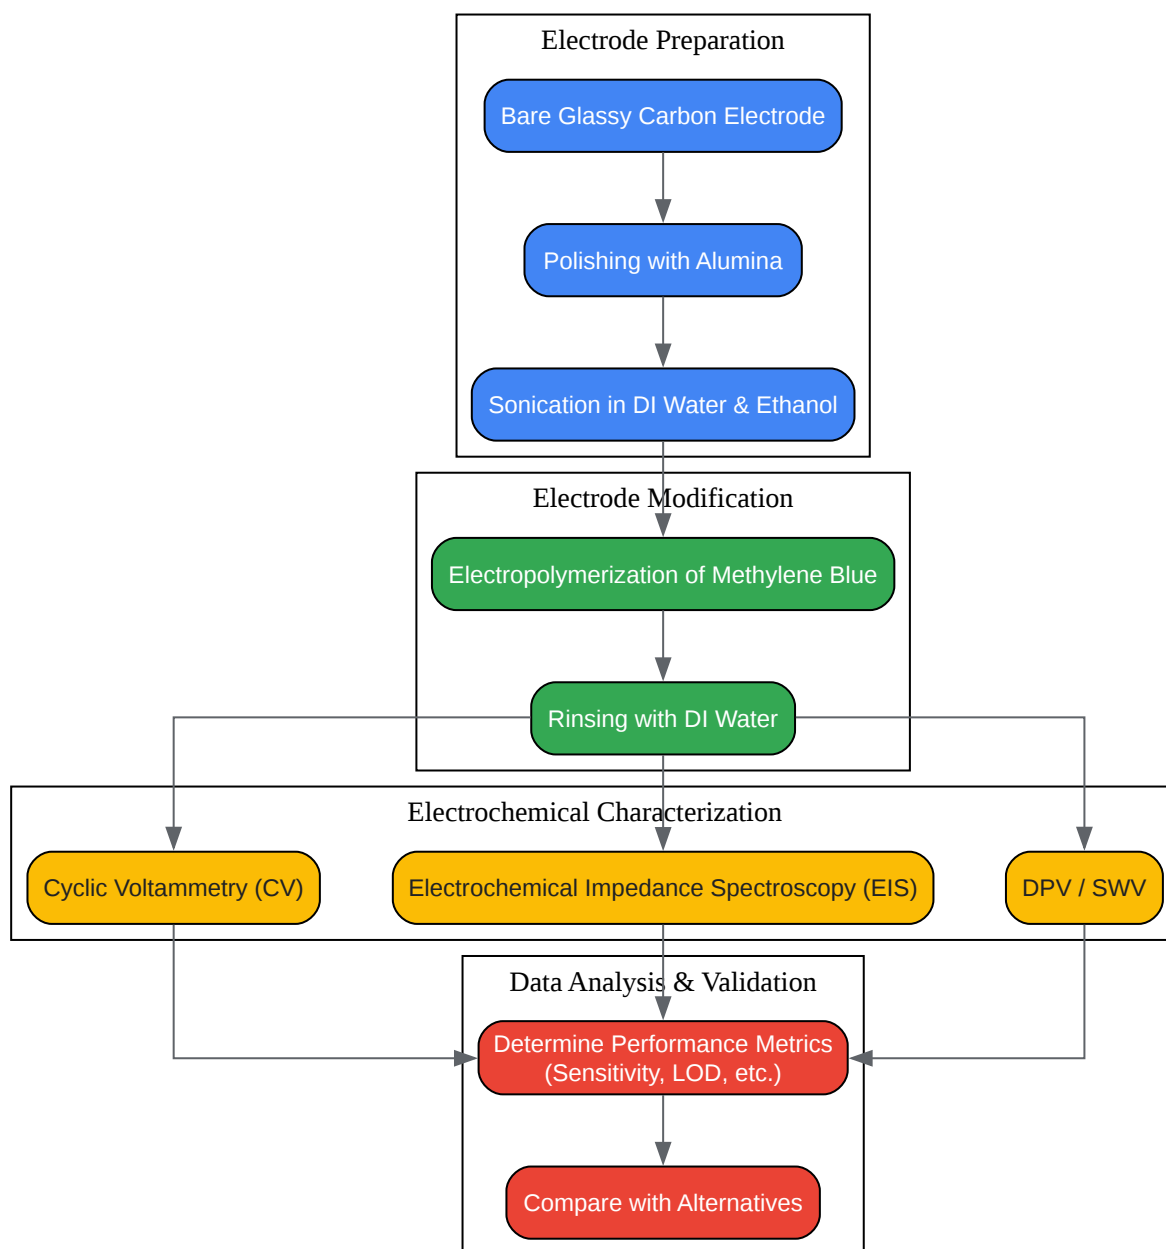 Electrode Preparation
Bare Glassy Carbon Electrode
Polishing with Alumina
Sonication in DI Water & Ethanol
Electrode Modification
Electropolymerization of Methylene Blue
Rinsing with DI Water
Electrochemical Characterization
Cyclic Voltammetry (CV)
Electrochemical Impedance Spectroscopy (EIS)
DPV / SWV
Data Analysis & Validation
Determine Performance Metrics
(Sensitivity, LOD, etc.)
Compare with Alternatives